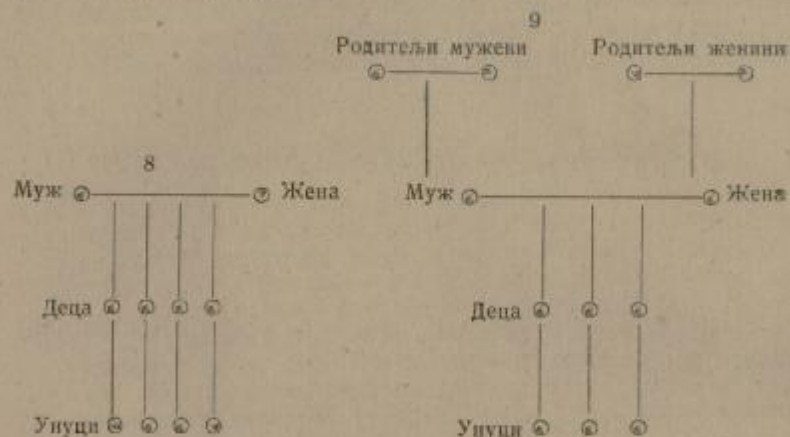 9
Родитељи мужеви Родитељи женини
8
Муж Жена Муж Жена
Деца Деца
Унуци Унуци